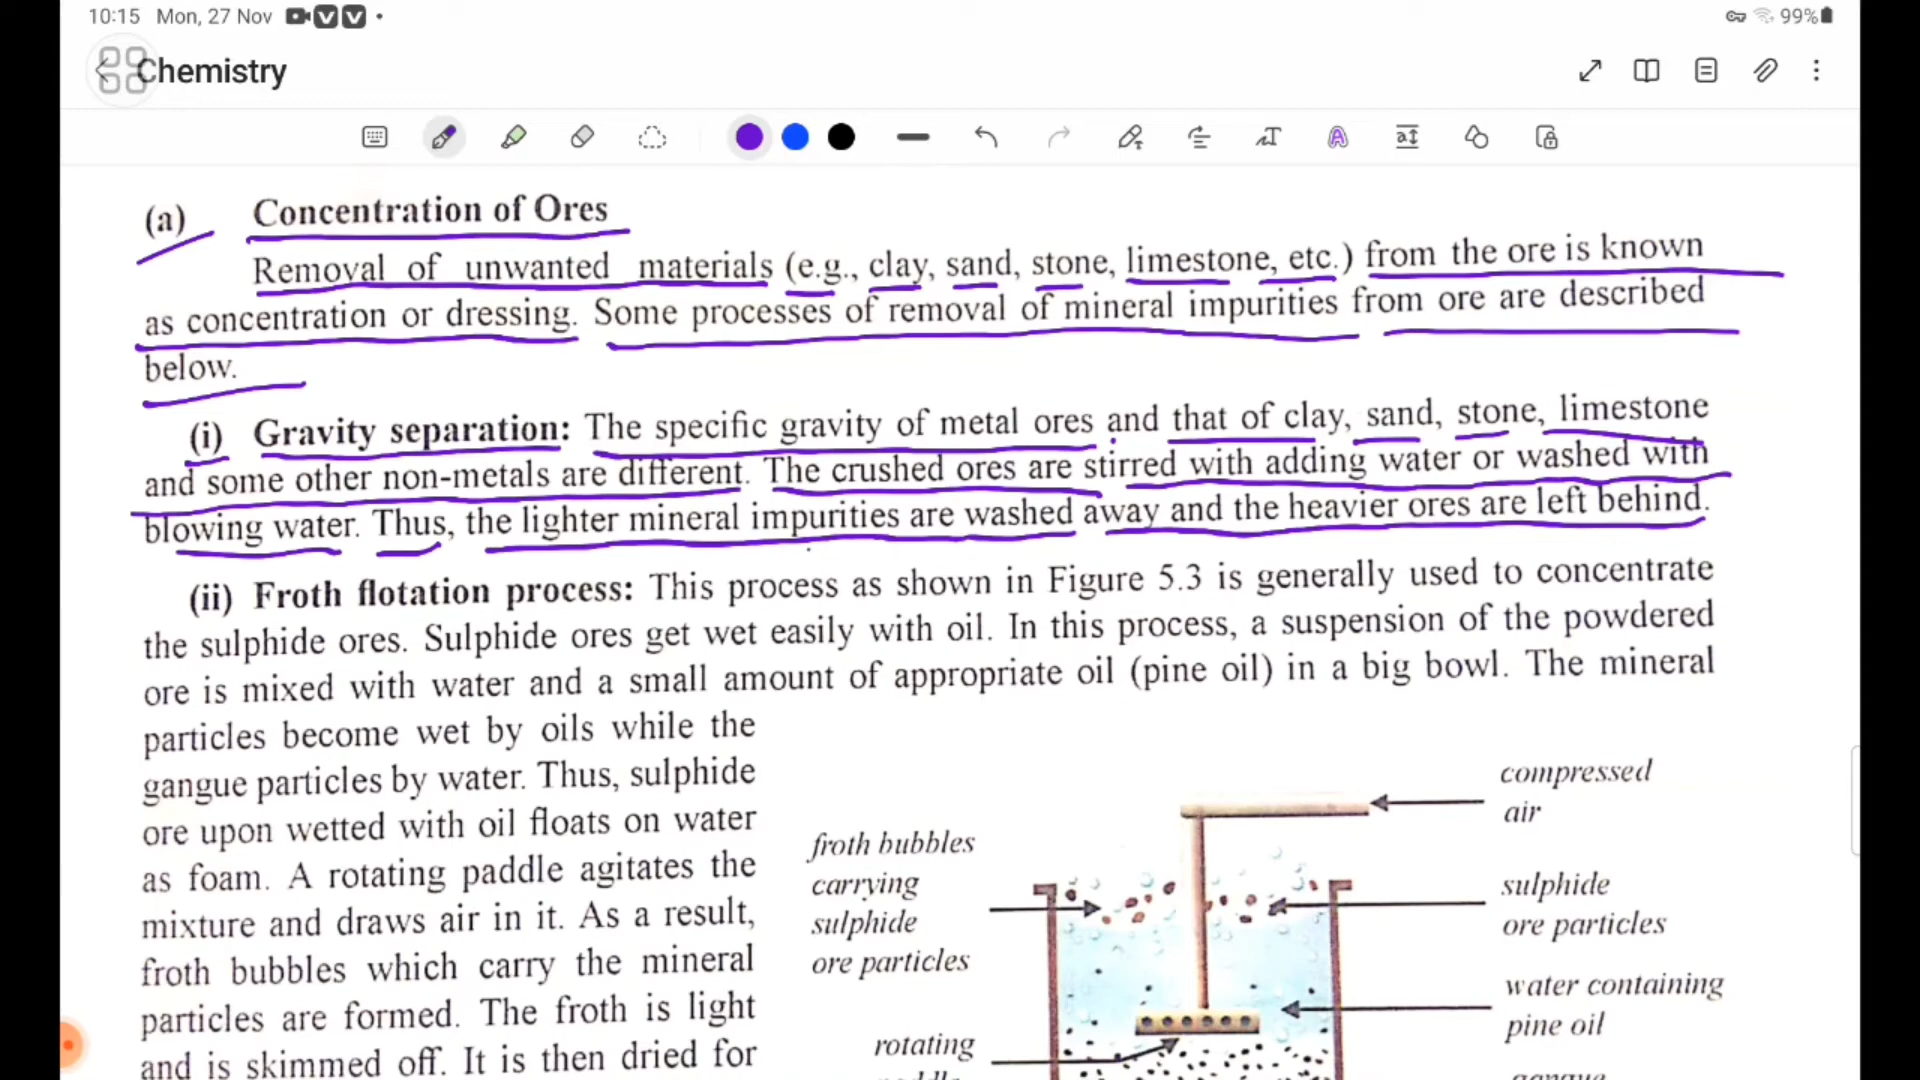 10:15 Mon, 27 Nov
99%
Chemistry
(a) Concentration of Ores
Removal of unwanted materials (e.g., clay, sand, stone, limestone, etc.) from the ore is known
as concentration or dressing. Some processes of removal of mineral impurities from ore are described
below.
(i) Gravity separation: The specific gravity of metal ores and that of clay, sand, stone, limestone
and some other non-metals are different. The crushed ores are stirred with adding water or washed with
blowing water. Thus, the lighter mineral impurities are washed away and the heavier ores are left behind.
(ii) Froth flotation process: This process as shown in Figure 5.3 is generally used to concentrate
the sulphide ores. Sulphide ores get wet easily with oil. In this process, a suspension of the powdered
ore is mixed with water and a small amount of appropriate oil (pine oil) in a big bowl. The mineral
particles become wet by oils while the
gangue particles by water. Thus, sulphide
ore upon wetted with oil floats on water
as foam. A rotating paddle agitates the
mixture and draws air in it. As a result,
froth bubbles which carry the mineral
particles are formed. The froth is light
and is skimmed off. It is then dried for
froth bubbles
carrying
sulphide
ore particles
rotating
compressed
air
sulphide
ore particles
water containing
pine oil